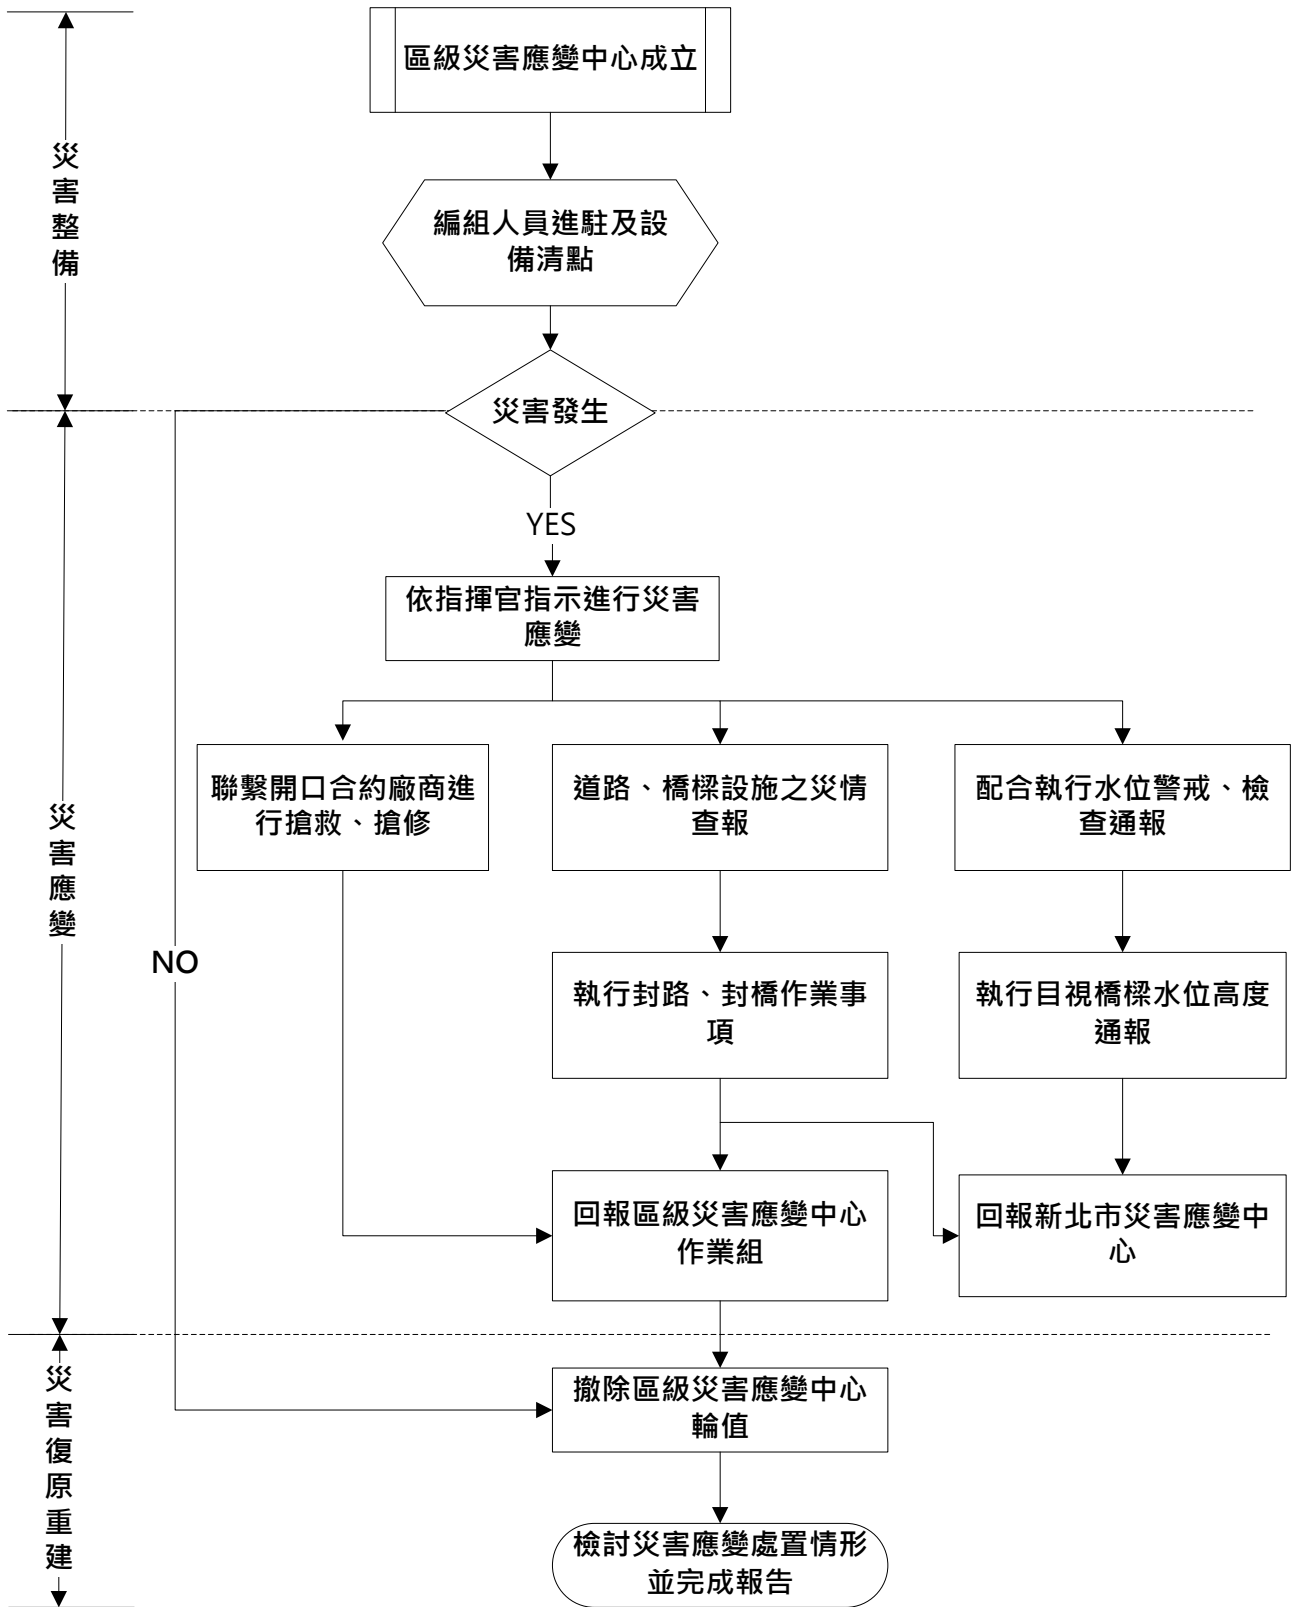 區級災害應變中心成立
災害整備
編組人員進駐及設
備清點
災害發生
YES
依指揮官指示進行災害
應變
災害應變
聯繫開口合約廠商進
行搶救、搶修
道路、橋樑設施之災情
查報
配合執行水位警戒、檢
查通報
NO
執行封路、封橋作業事
項
執行目視橋樑水位高度
通報
回報區級災害應變中心
作業組
回報新北市災害應變中
心
災害復原重建
撤除區級災害應變中心
輪值
檢討災害應變處置情形
並完成報告